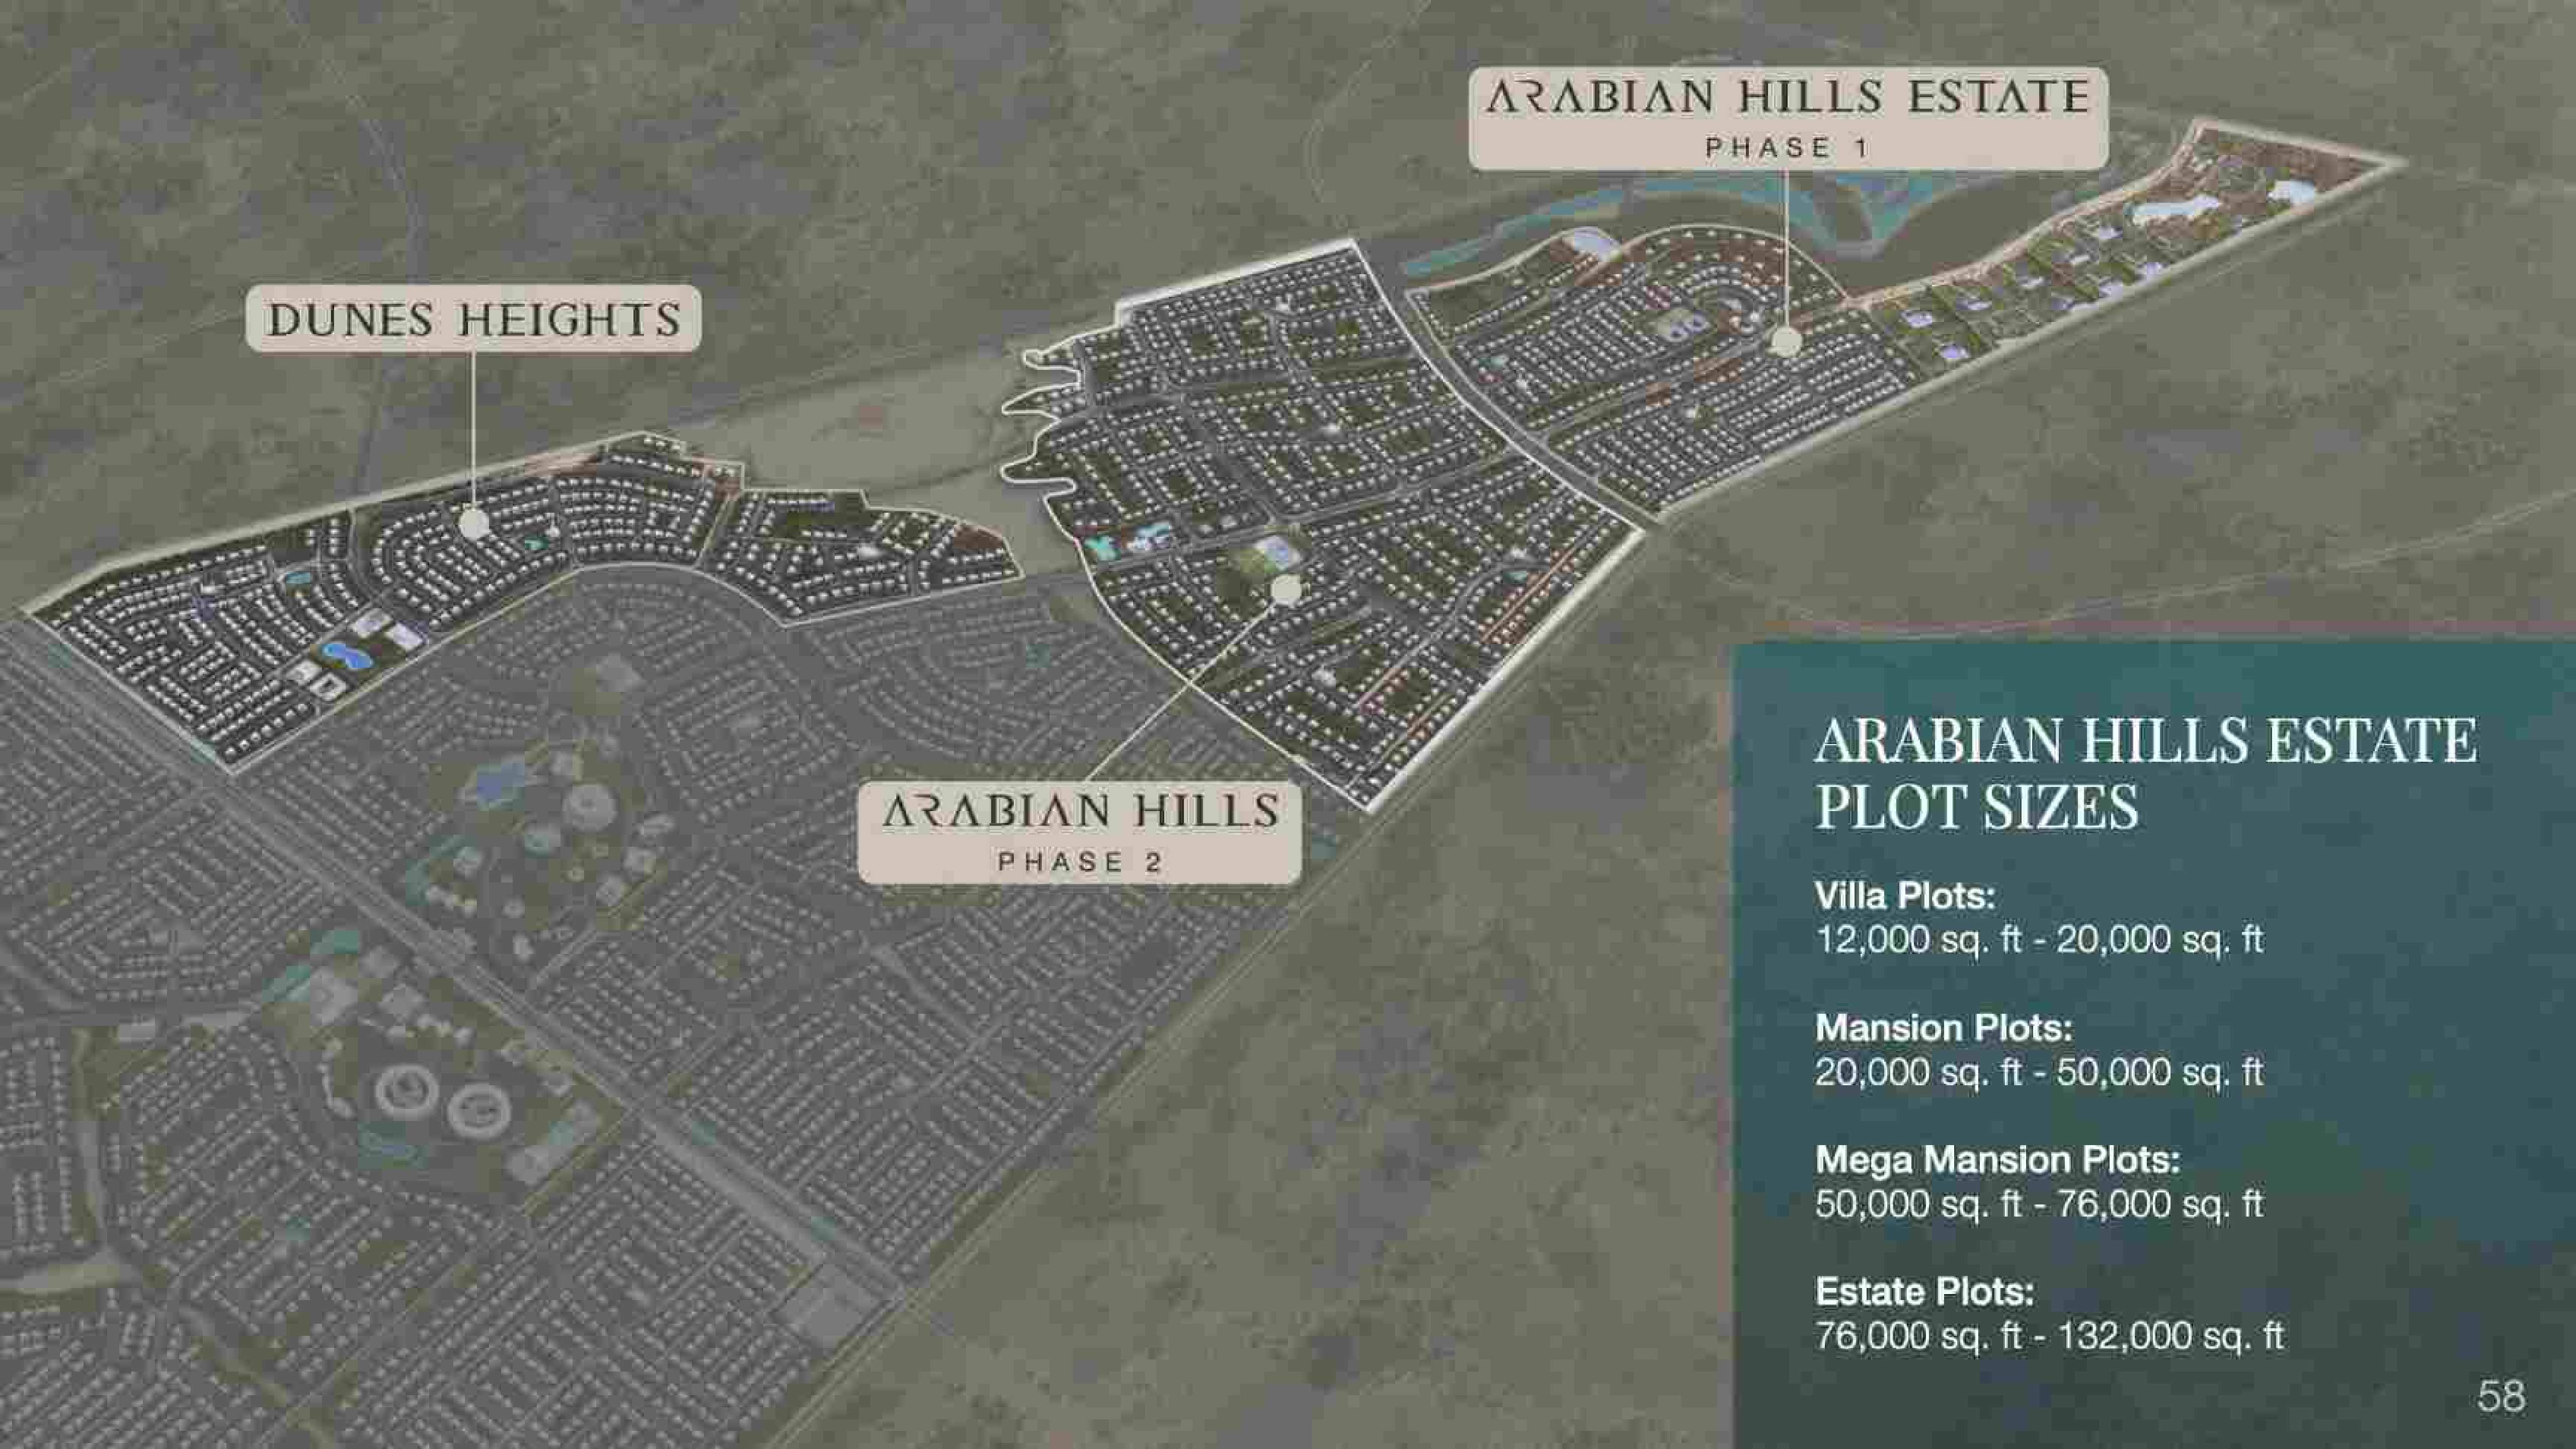 ARABIAN HILLS ESTATE
PHASE 1
DUNES HEIGHTS
ARABIAN HILLS
PHASE 2
ARABIAN HILLS ESTATE
PLOT SIZES
Villa Plots:
12,000 sq. ft - 20,000 sq. ft
Mansion Plots:
20,000 sq. ft - 50,000 sq. ft
Mega Mansion Plots:
50,000 sq. ft - 76,000 sq. ft
Estate Plots:
76,000 sq. ft - 132,000 sq. ft
58